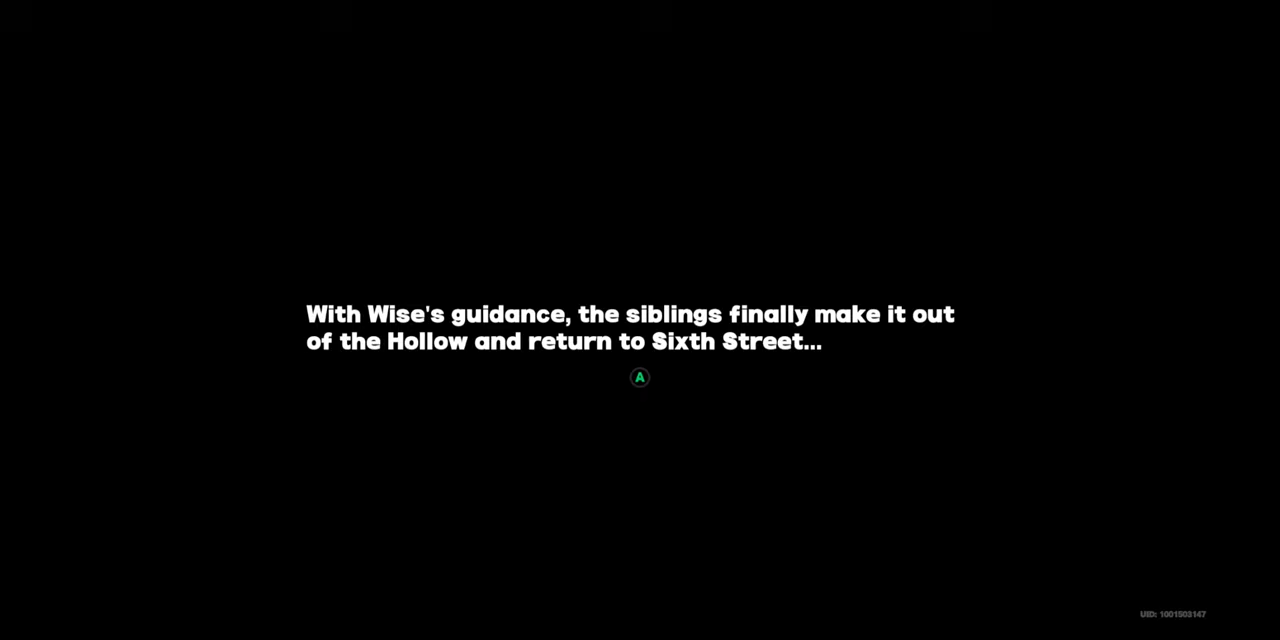 With Wise's guidance, the siblings finally make it out
of the Hollow and return to Sixth Street...
A
UID: 1001503147